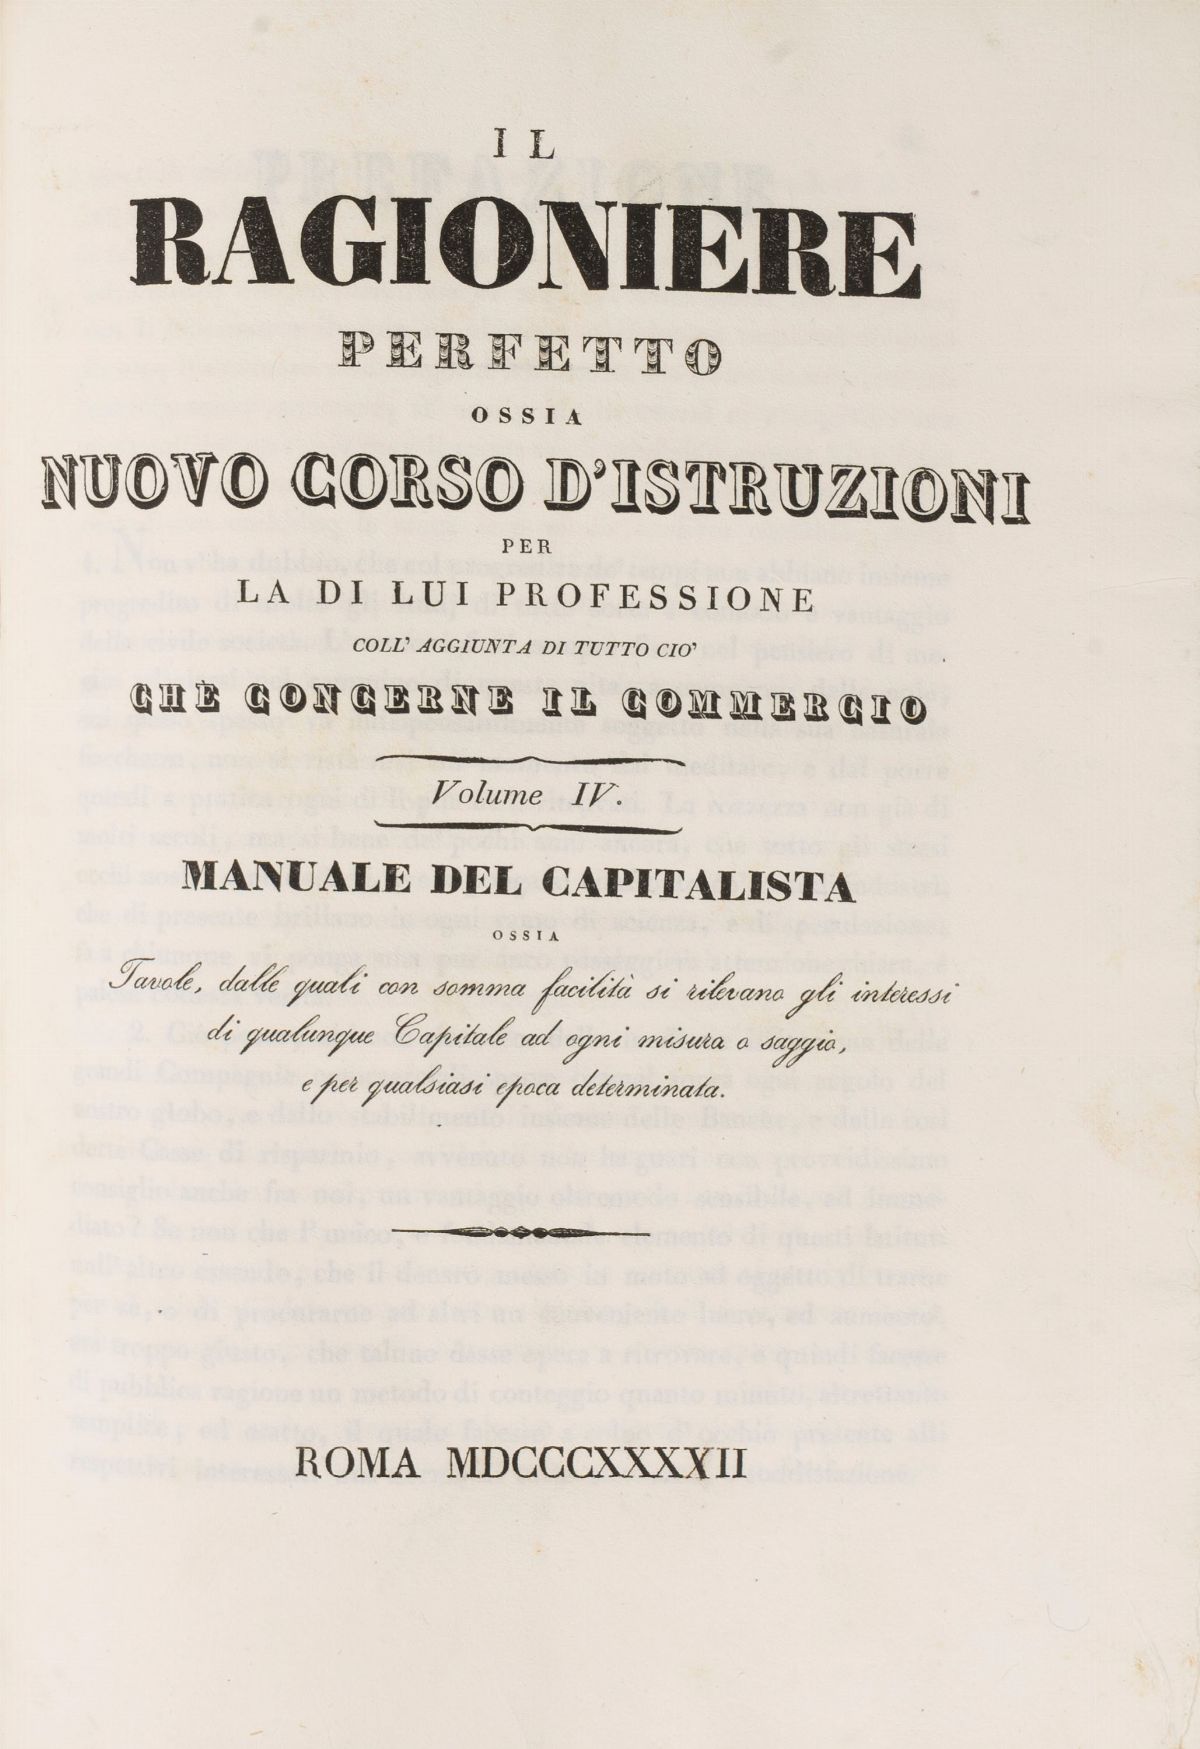 IL
RAGIONIERE
PERFETTO
OSSIA
NUOVO CORSO D'ISTRUZIONI
PER
LA DI LUI PROFESSIONE
COLL' AGGIUNTA DI TUTTO CIO'
CHE CONCERNE IL COMMERCIO
Volume IV.
MANUALE DEL CAPITALISTA
OSSIA
Tavole, dalle quali con somma facilità si rilevano gli interessi
di qualunque Capitale ad ogni misura o saggio,
e per qualsiasi epoca determinata.
ROMA MDCCCXXXXII